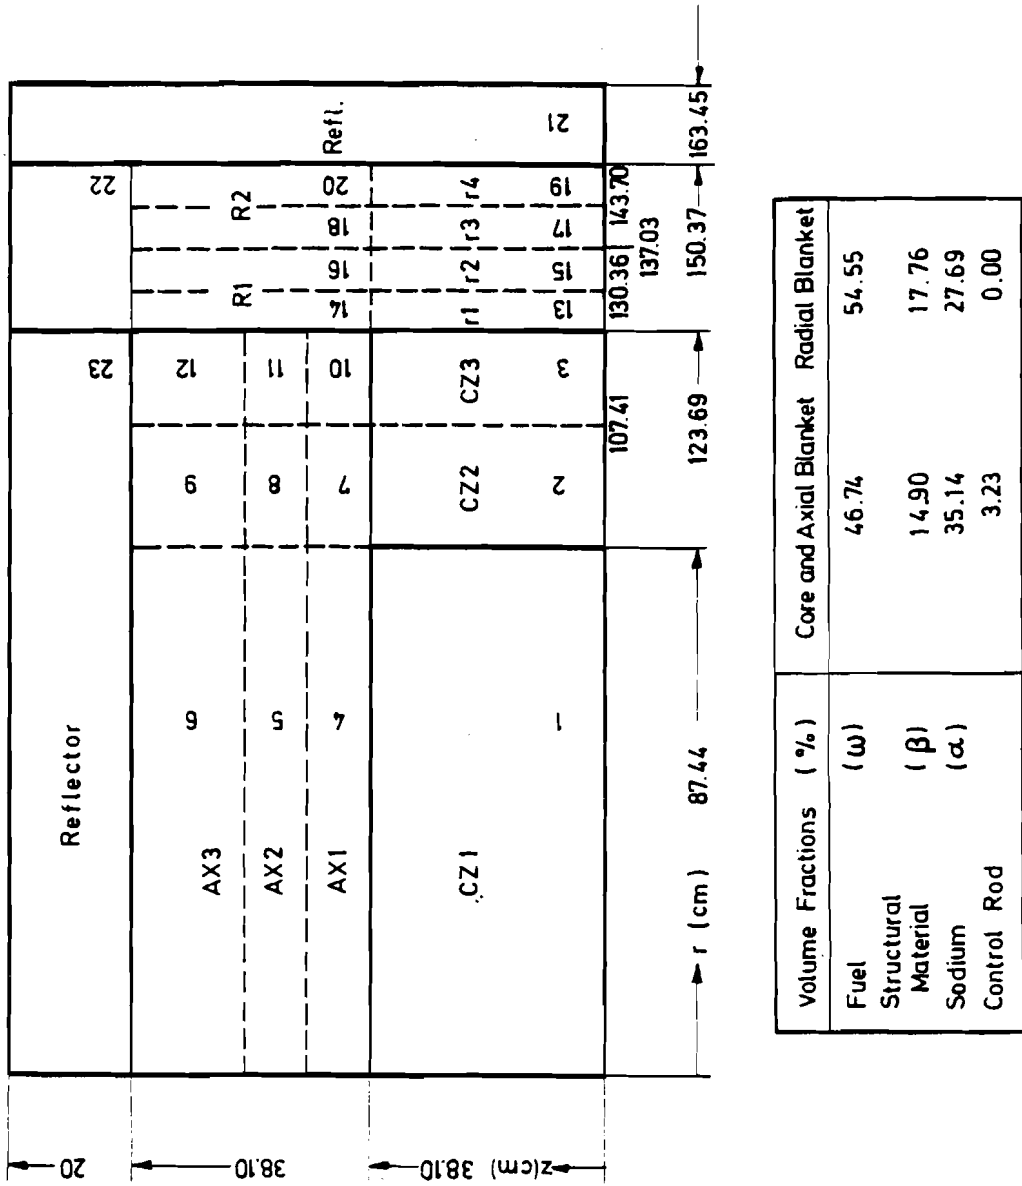 Reflector
23
22
AX3
6
9
12
R1
R2
AX2
5
8
11
AX1
4
7
10
14
16
18
20
Refl.
CZ1
CZ2
CZ3
r1
r2
r3
r4
1
2
3
13
15
17
19
21
107.41
130.36
143.70
137.03
r (cm)
87.44
123.69
150.37
163.45
20
38.10
z(cm) 38.10
Volume Fractions (%) Core and Axial Blanket Radial Blanket
Fuel (ω) 46.74 54.55
Structural
Material (β) 14.90 17.76
Sodium (α) 35.14 27.69
Control Rod 3.23 0.00